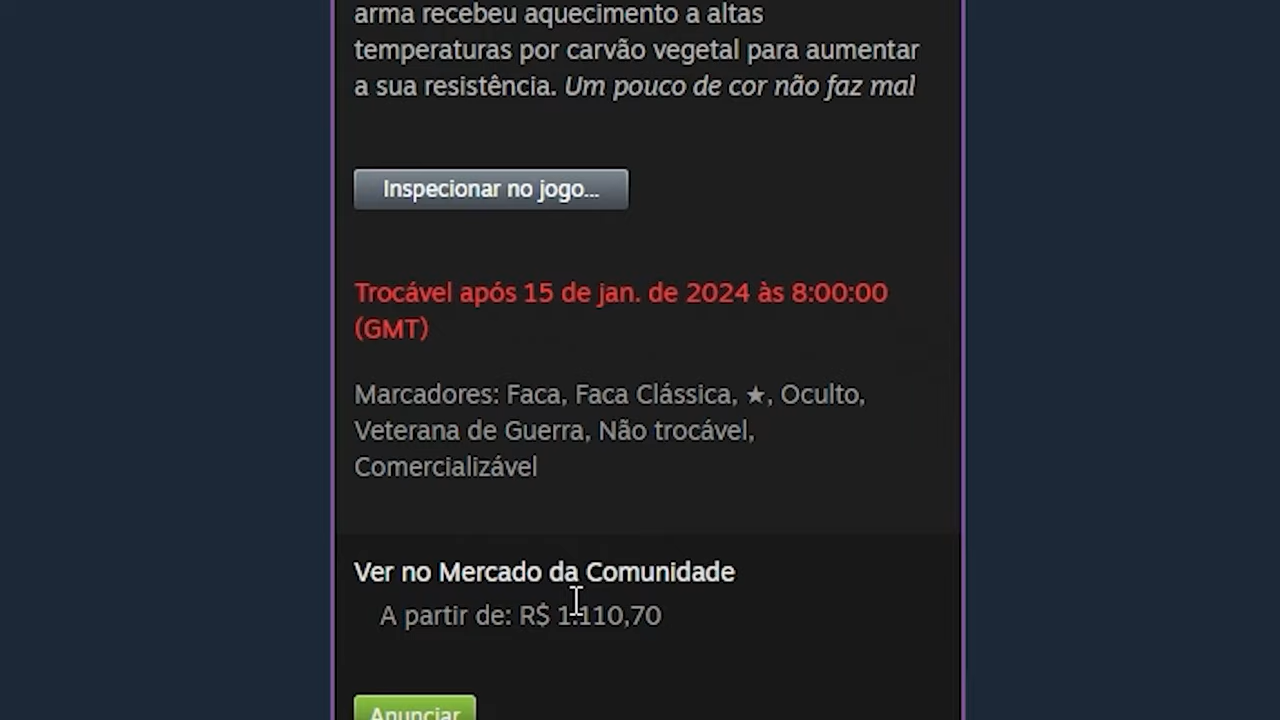 arma recebeu aquecimento a altas
temperaturas por carvão vegetal para aumentar
a sua resistência. Um pouco de cor não faz mal
Inspecionar no jogo...
Trocável após 15 de jan. de 2024 às 8:00:00
(GMT)
Marcadores: Faca, Faca Clássica, ★, Oculto,
Veterana de Guerra, Não trocável,
Comercializável
Ver no Mercado da Comunidade
A partir de: R$ 1.110,70
Anunciar